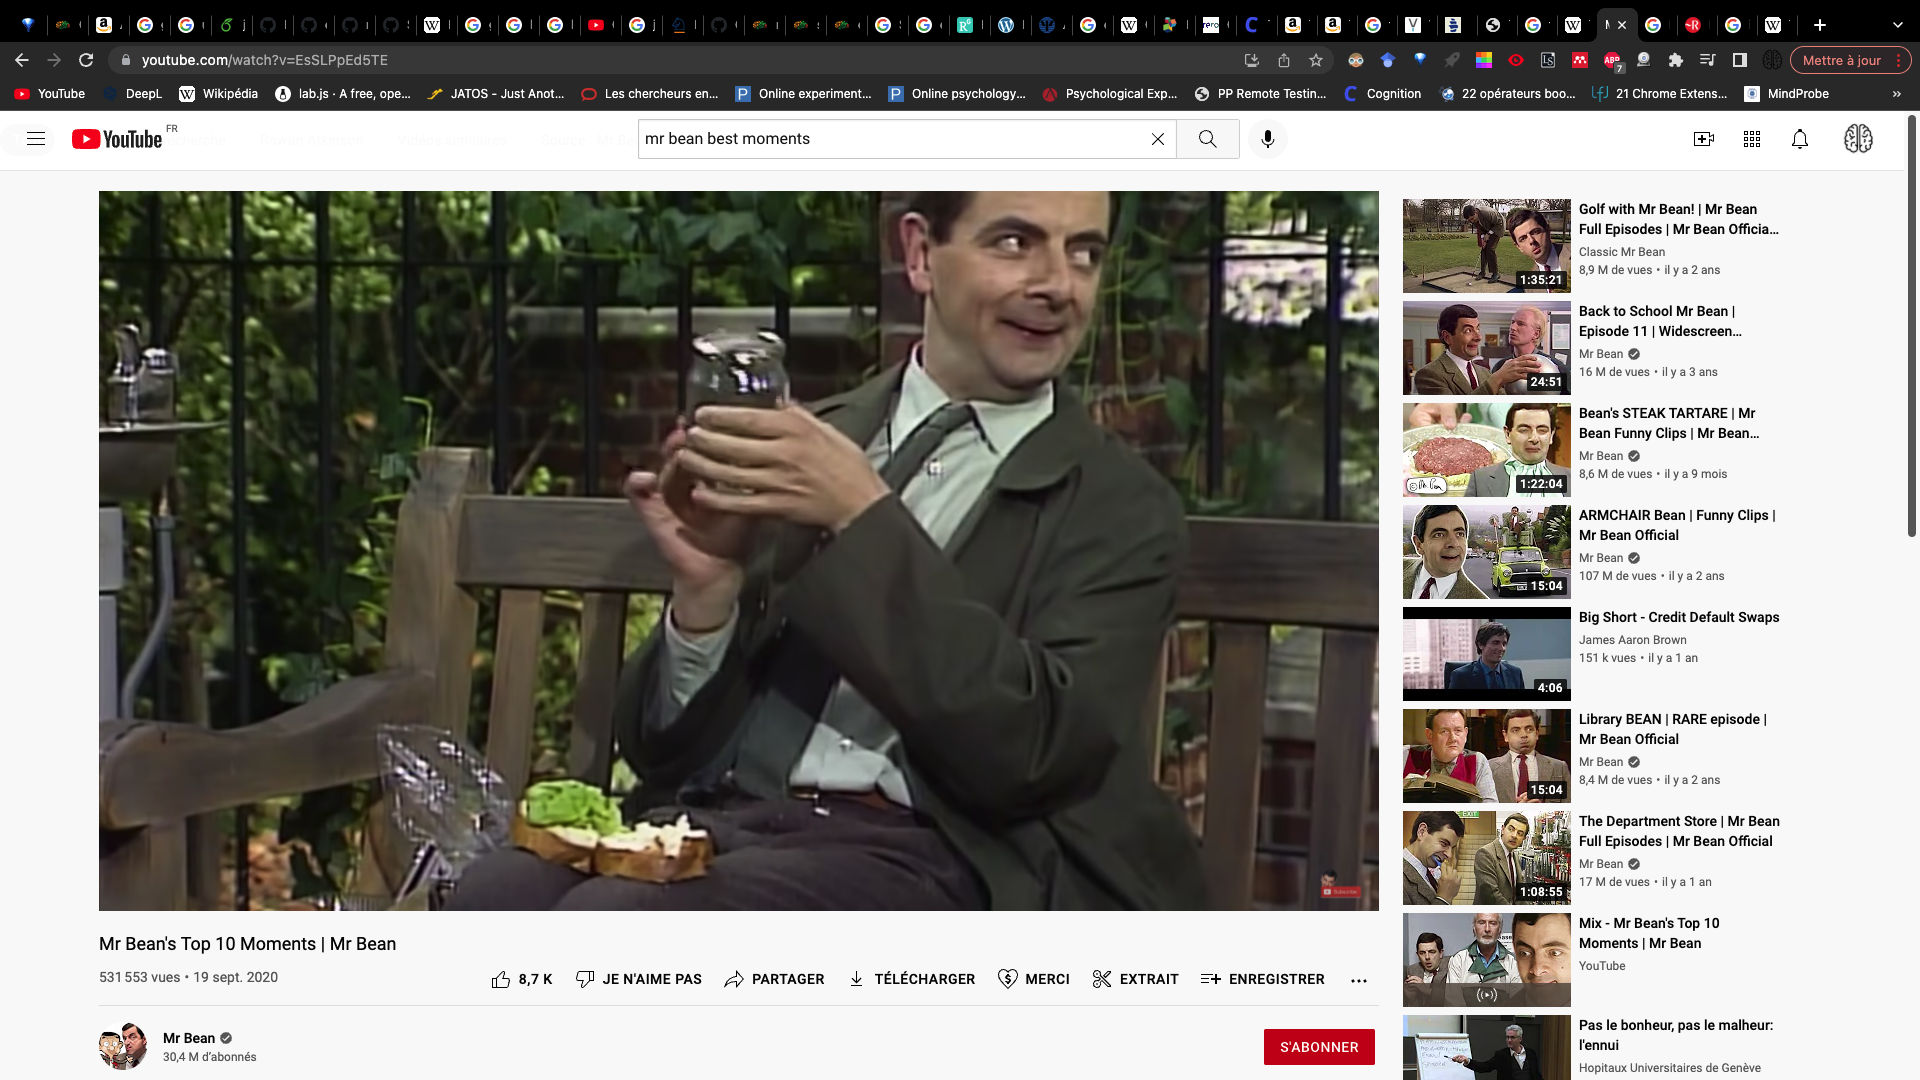 youtube.com/watch?v=EsSLPpEd5TE
Mettre à jour
YouTube
DeepL
Wikipédia
lab.js · A free, ope...
JATOS - Just Anot...
Les chercheurs en...
Online experiment...
Online psychology...
Psychological Exp...
PP Remote Testin...
Cognition
22 opérateurs boo...
21 Chrome Extens...
MindProbe
»
YouTube FR
mr bean best moments
Golf with Mr Bean! | Mr Bean
Full Episodes | Mr Bean Officia...
Classic Mr Bean
8,9 M de vues • il y a 2 ans
1:35:21
Back to School Mr Bean |
Episode 11 | Widescreen...
Mr Bean
16 M de vues • il y a 3 ans
24:51
Bean's STEAK TARTARE | Mr
Bean Funny Clips | Mr Bean...
Mr Bean
8,6 M de vues • il y a 9 mois
1:22:04
ARMCHAIR Bean | Funny Clips |
Mr Bean Official
Mr Bean
107 M de vues • il y a 2 ans
15:04
Big Short - Credit Default Swaps
James Aaron Brown
151 k vues • il y a 1 an
4:06
Library BEAN | RARE episode |
Mr Bean Official
Mr Bean
8,4 M de vues • il y a 2 ans
15:04
The Department Store | Mr Bean
Full Episodes | Mr Bean Official
Mr Bean
17 M de vues • il y a 1 an
1:08:55
Mix - Mr Bean's Top 10
Moments | Mr Bean
YouTube
Pas le bonheur, pas le malheur:
l'ennui
Hopitaux Universitaires de Genève
Mr Bean's Top 10 Moments | Mr Bean
531 553 vues • 19 sept. 2020
8,7 K
JE N'AIME PAS
PARTAGER
TÉLÉCHARGER
MERCI
EXTRAIT
ENREGISTRER
Mr Bean
30,4 M d'abonnés
S'ABONNER